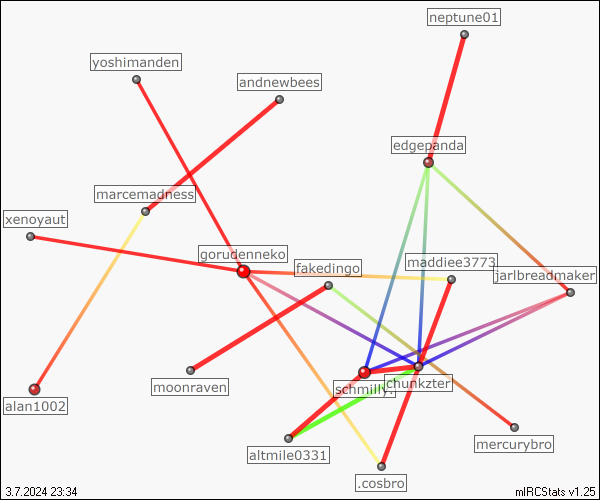 neptune01
yoshimanden
andnewbees
edgepanda
marcemadness
xenoyaut
gorudenneko
maddiee3773
fakedingo
jarlbreadmaker
moonraven
chunkzter
schmilly.
alan1002
mercurybro
altmile0331
.cosbro
3.7.2024 23:34
mIRCStats v1.25